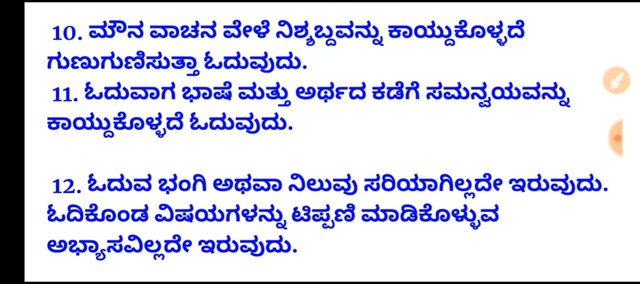 10. ಮೌನ ವಾಚನ ವೇಳೆ ನಿಶ್ಶಬ್ದವನ್ನು ಕಾಯ್ದುಕೊಳ್ಳದೆ
ಗುಣುಗುಣಿಸುತ್ತಾ ಓದುವುದು.
11. ಓದುವಾಗ ಭಾಷೆ ಮತ್ತು ಅರ್ಥದ ಕಡೆಗೆ ಸಮನ್ವಯವನ್ನು
ಕಾಯ್ದುಕೊಳ್ಳದೆ ಓದುವುದು.
12. ಓದುವ ಭಂಗಿ ಅಥವಾ ನಿಲುವು ಸರಿಯಾಗಿಲ್ಲದೇ ಇರುವುದು.
ಓದಿಕೊಂಡ ವಿಷಯಗಳನ್ನು ಟಿಪ್ಪಣಿ ಮಾಡಿಕೊಳ್ಳುವ
ಅಭ್ಯಾಸವಿಲ್ಲದೇ ಇರುವುದು.